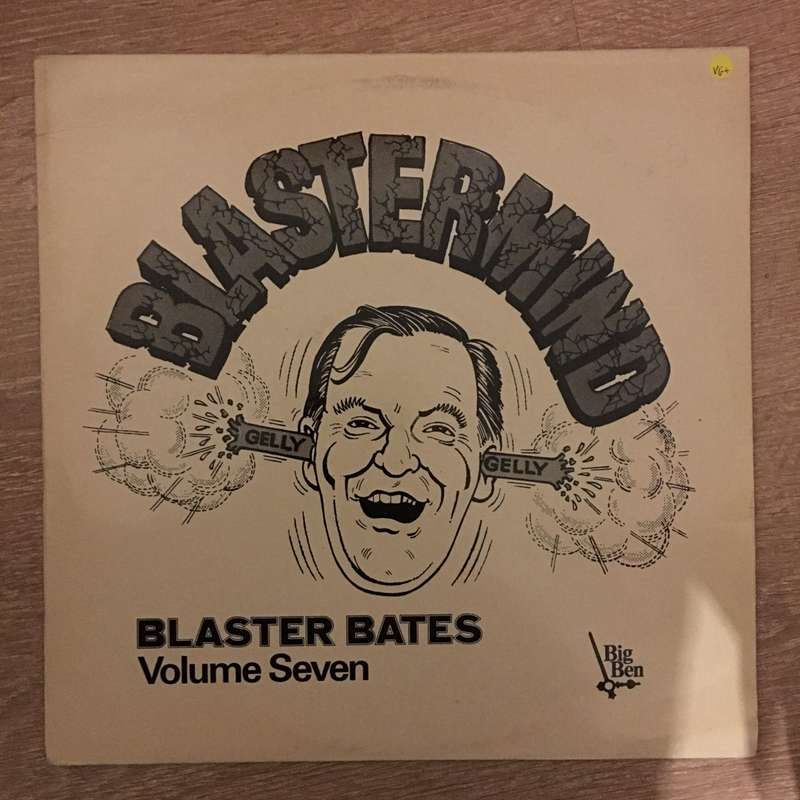 VG+
BLASTERMIND
GELLY
GELLY
BLASTER BATES
Volume Seven
Big
Ben